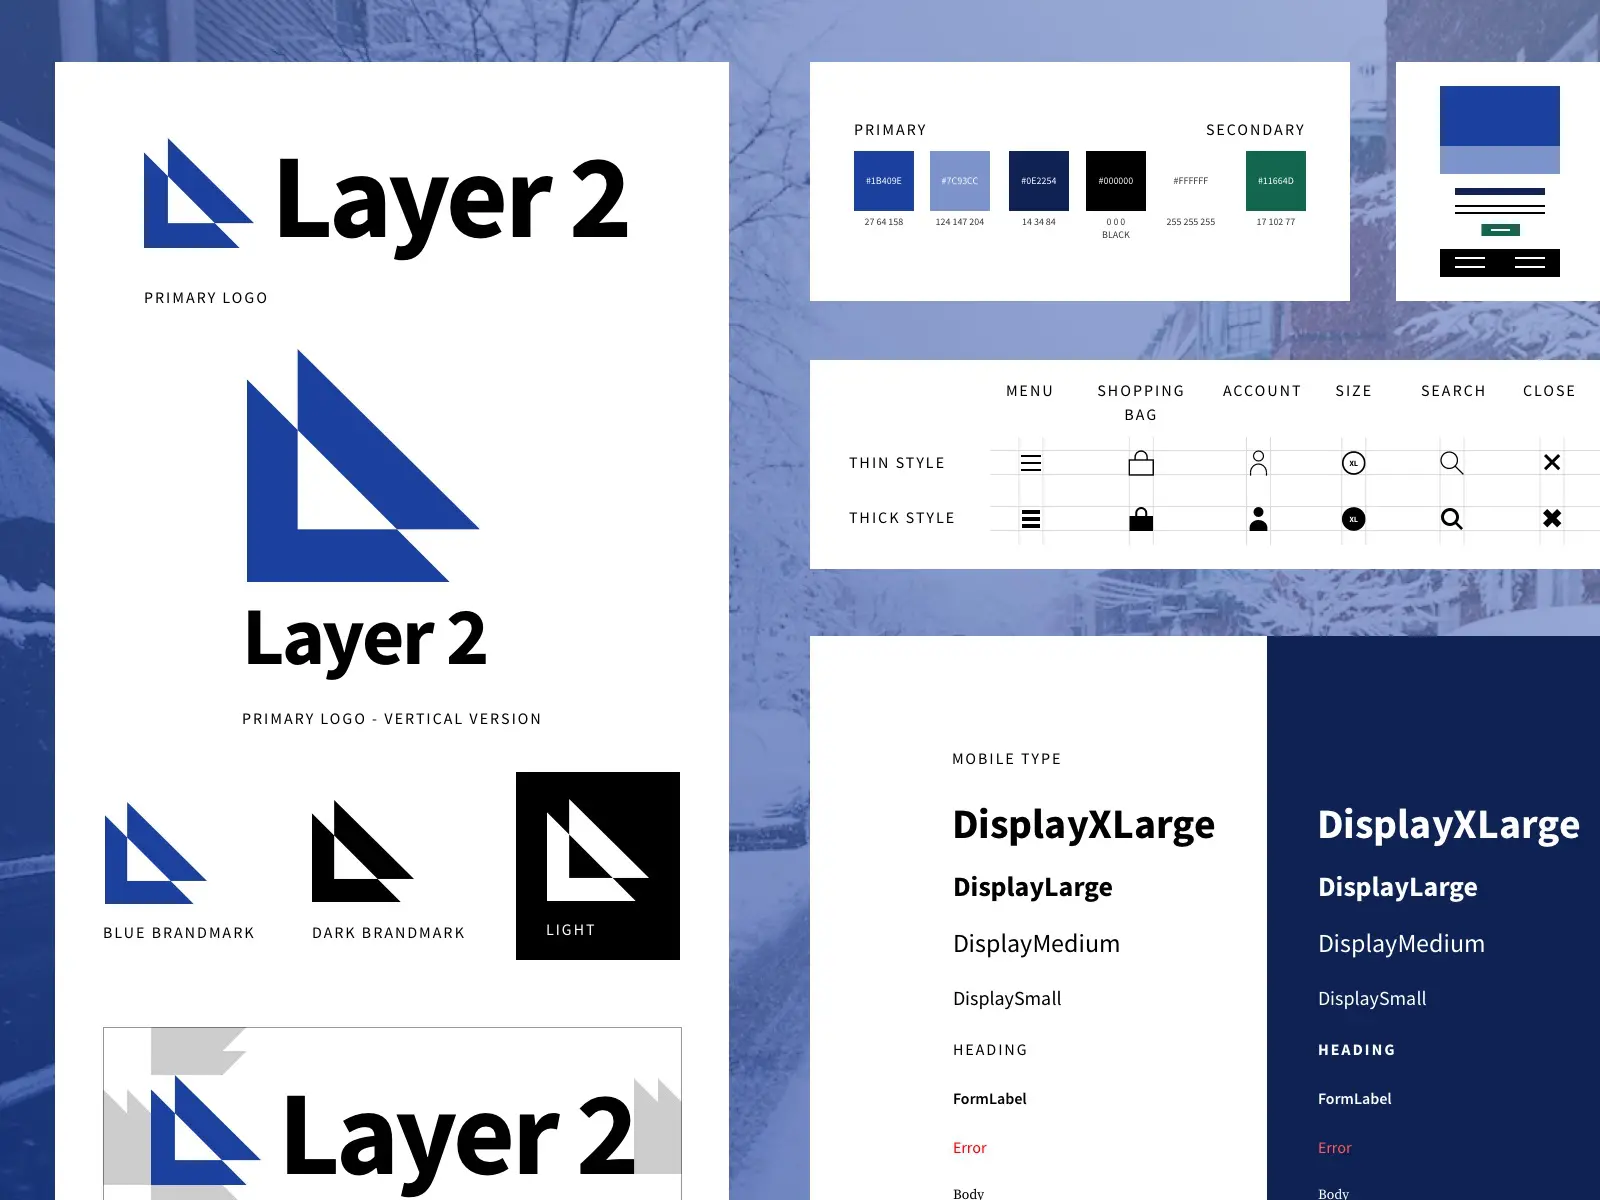 Layer 2
PRIMARY LOGO
Layer 2
PRIMARY LOGO - VERTICAL VERSION
BLUE BRANDMARK
DARK BRANDMARK
LIGHT
Layer 2
PRIMARY
SECONDARY
#1B409E
#7C93CC
#0E2254
#000000
#FFFFFF
#11664D
27 64 158
124 147 204
14 34 84
0 0 0
BLACK
255 255 255
17 102 77
MENU
SHOPPING
BAG
ACCOUNT
SIZE
SEARCH
CLOSE
THIN STYLE
XL
THICK STYLE
XL
MOBILE TYPE
DisplayXLarge
DisplayLarge
DisplayMedium
DisplaySmall
HEADING
FormLabel
Error
Body
DisplayXLarge
DisplayLarge
DisplayMedium
DisplaySmall
HEADING
FormLabel
Error
Body